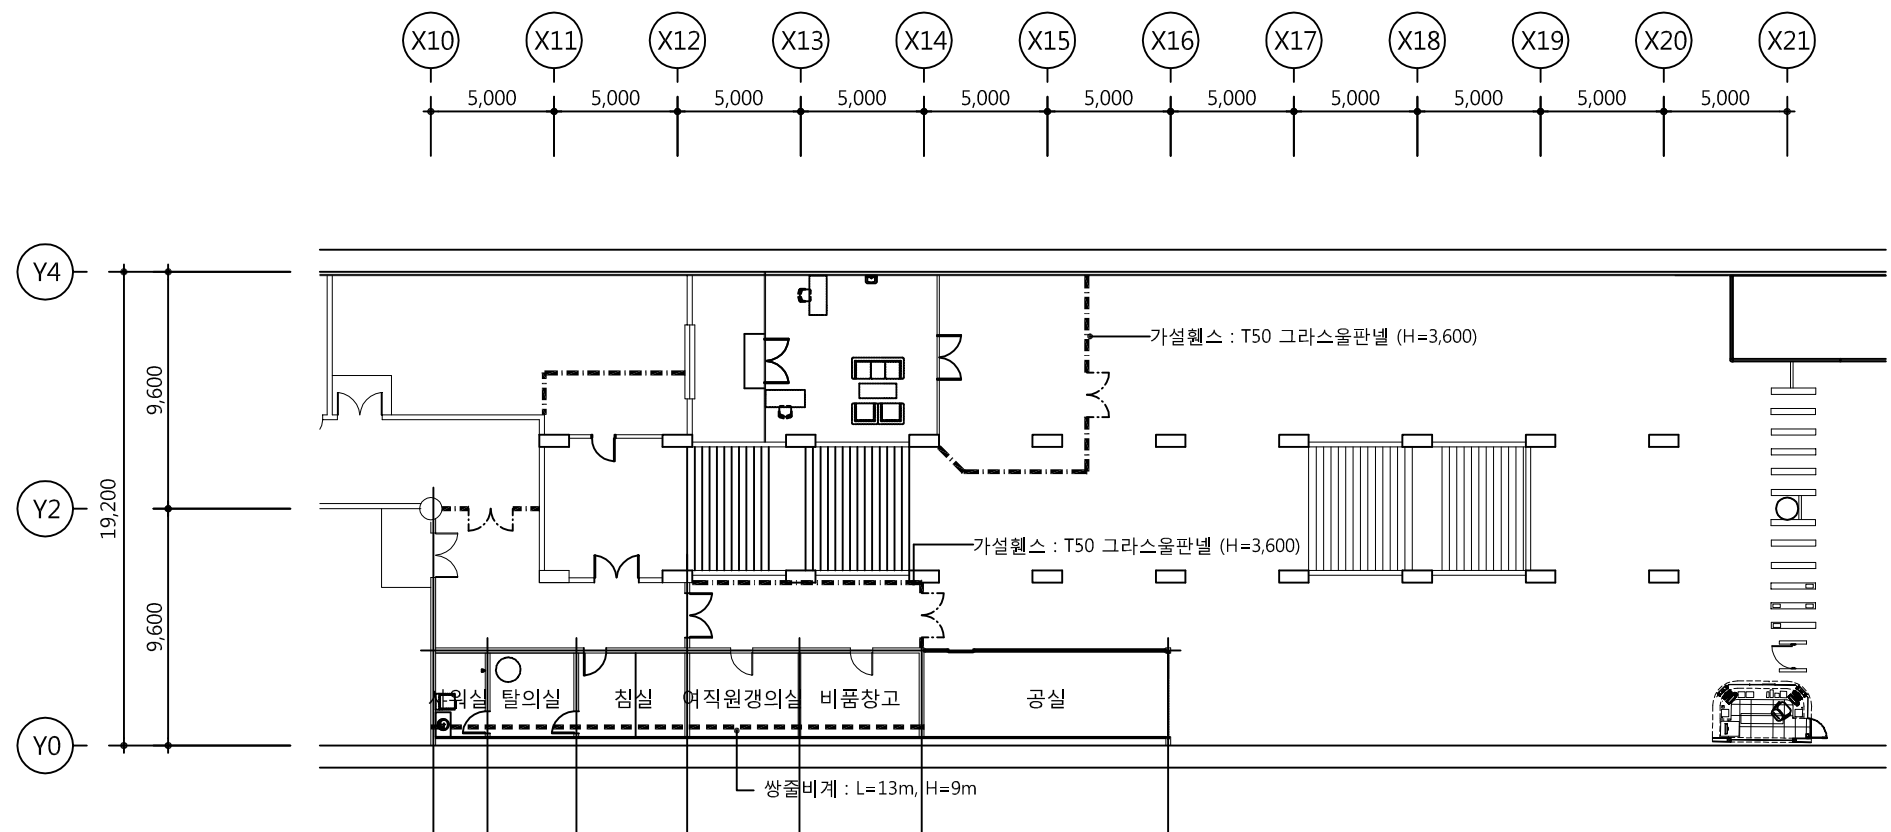 X10 X11 X12 X13 X14 X15 X16 X17 X18 X19 X20 X21
5,000 5,000 5,000 5,000 5,000 5,000 5,000 5,000 5,000 5,000 5,000
Y4
가설휀스 : T50 그라스울판넬 (H=3,600)
9,600
Y2
19,200
가설휀스 : T50 그라스울판넬 (H=3,600)
9,600
샤워실 탈의실 침실 여직원갱의실 비품창고 공실
Y0
쌍줄비계 : L=13m, H=9m